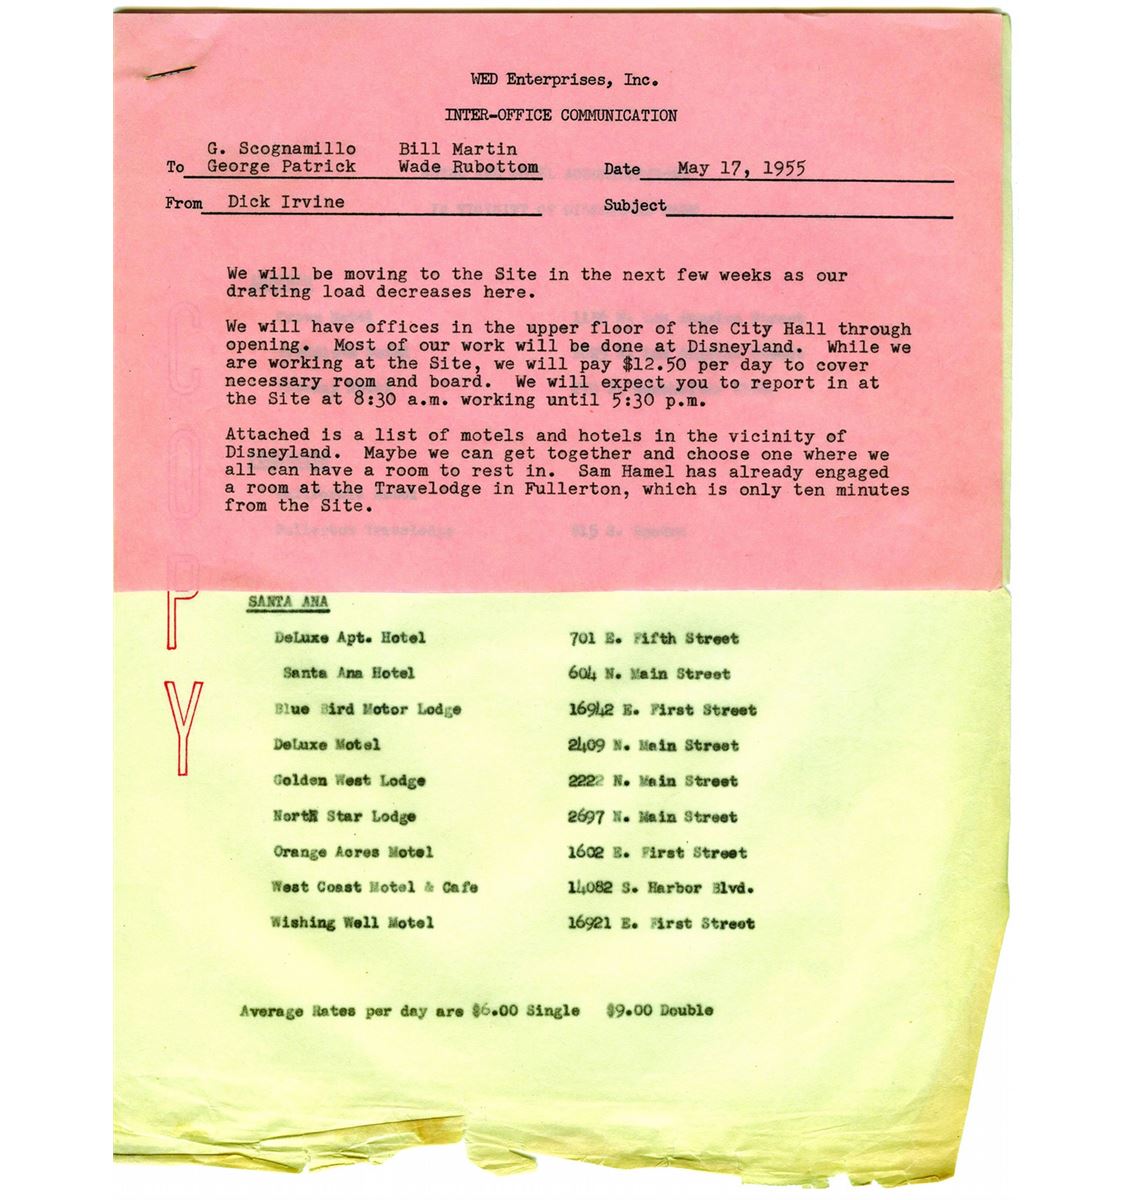 WED Enterprises, Inc.
INTER-OFFICE COMMUNICATION
G. Scognamillo Bill Martin
To George Patrick Wade Rubottom Date May 17, 1955
From Dick Irvine Subject
We will be moving to the Site in the next few weeks as our
drafting load decreases here.
We will have offices in the upper floor of the City Hall through
opening. Most of our work will be done at Disneyland. While we
are working at the Site, we will pay $12.50 per day to cover
necessary room and board. We will expect you to report in at
the Site at 8:30 a.m. working until 5:30 p.m.
Attached is a list of motels and hotels in the vicinity of
Disneyland. Maybe we can get together and choose one where we
all can have a room to rest in. Sam Hamel has already engaged
a room at the Travelodge in Fullerton, which is only ten minutes
from the Site.
COPY
Fullerton Travelodge
SANTA ANA
DeLuxe Apt. Hotel 701 E. Fifth Street
Santa Ana Hotel 604 N. Main Street
Blue Bird Motor Lodge 16942 E. First Street
DeLuxe Motel 2409 N. Main Street
Golden West Lodge 2222 N. Main Street
North Star Lodge 2697 N. Main Street
Orange Acres Motel 1602 E. First Street
West Coast Motel & Cafe 14082 S. Harbor Blvd.
Wishing Well Motel 16921 E. First Street
Average Rates per day are $6.00 Single $9.00 Double